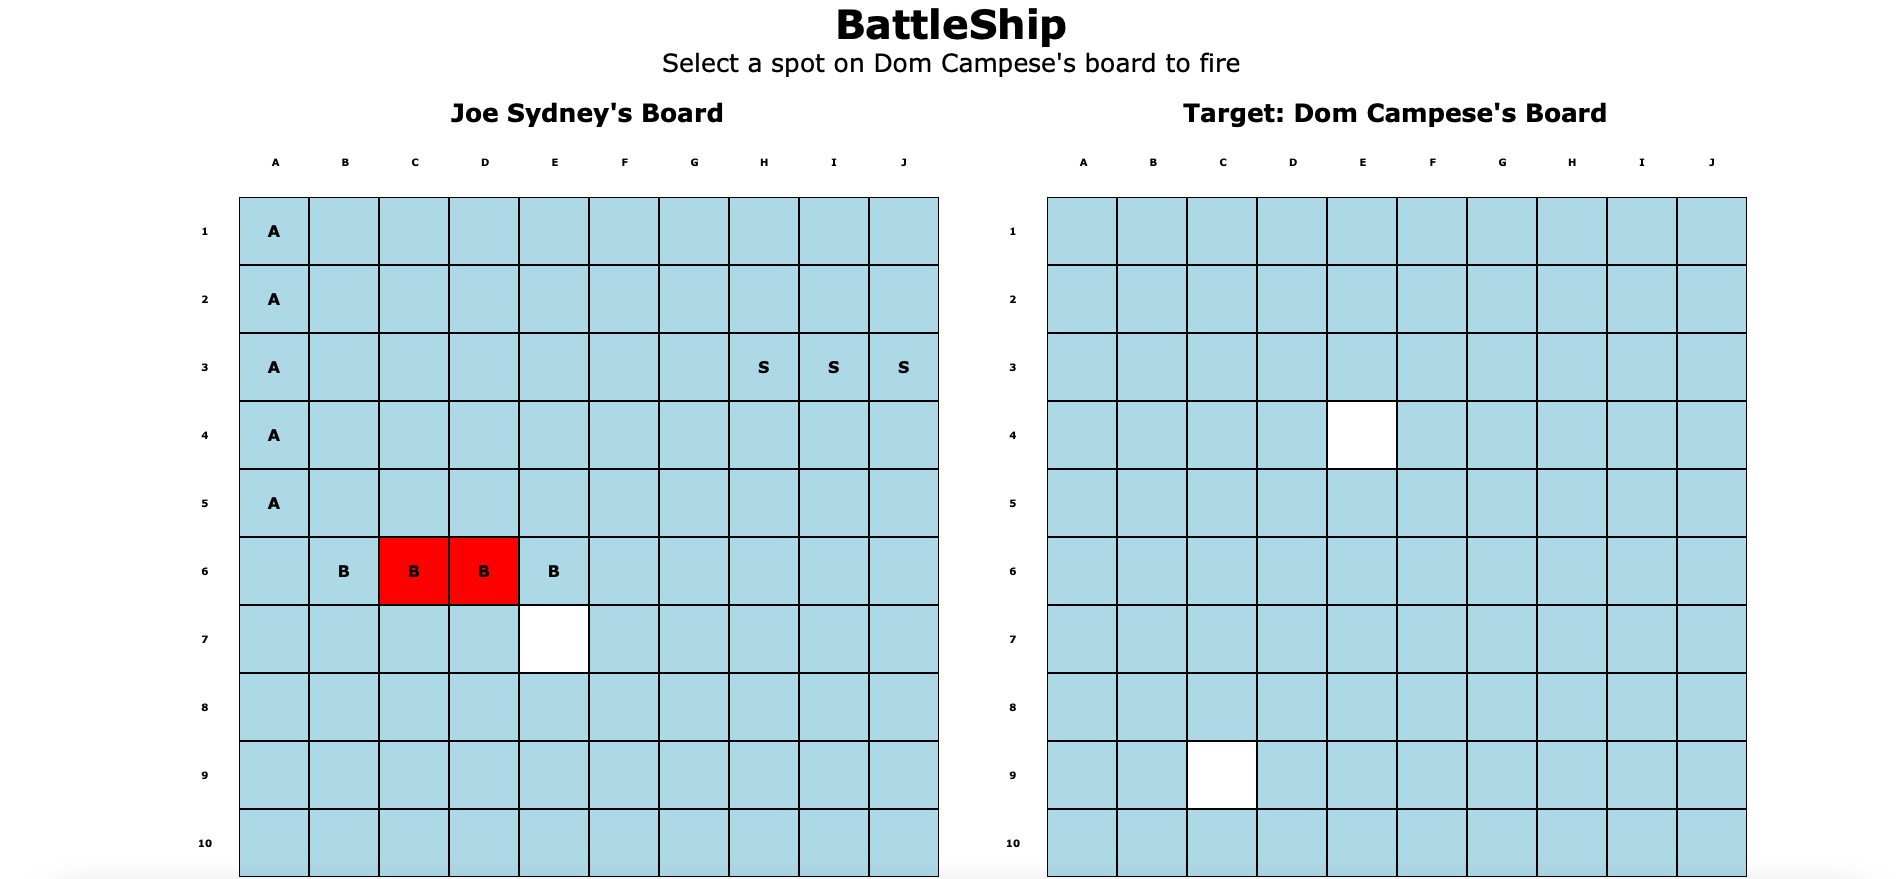 BattleShip
Select a spot on Dom Campese's board to fire
Joe Sydney's Board
A B C D E F G H I J
1 A
2 A
3 A S S S
4 A
5 A
6 B B B B
7
8
9
10
Target: Dom Campese's Board
A B C D E F G H I J
1
2
3
4
5
6
7
8
9
10